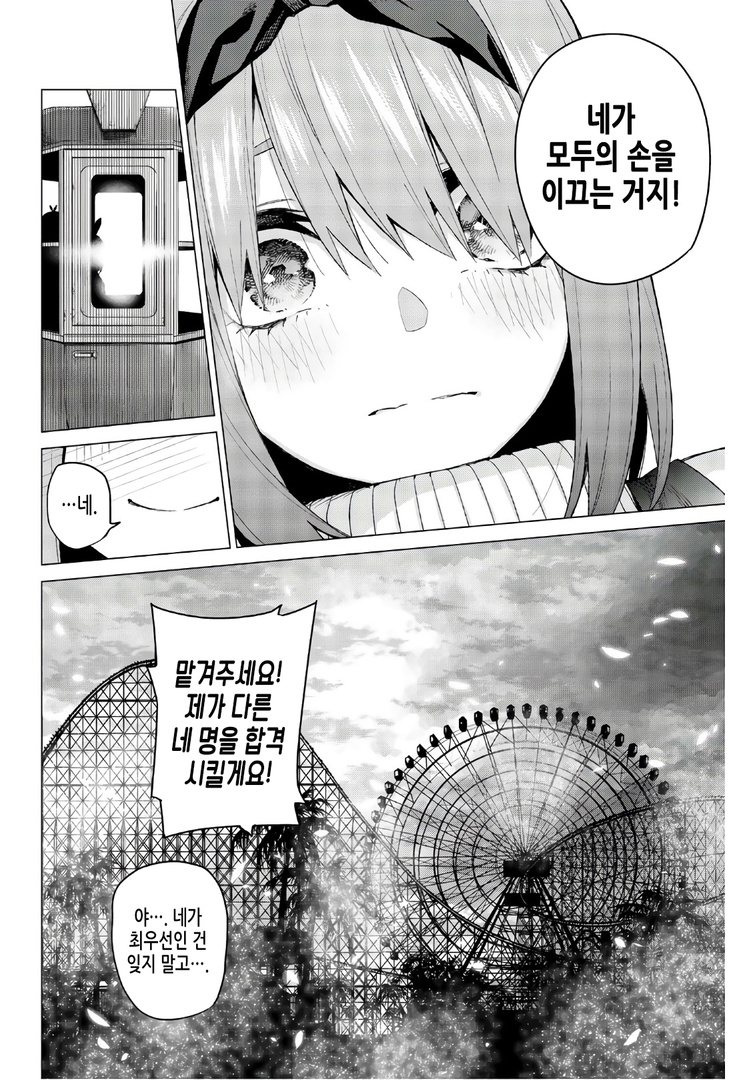 네가
모두의 손을
이끄는 거지!
…네.
맡겨주세요!
제가 다른
네 명을 합격
시킬게요!
야…. 네가
최우선인 건
잊지 말고….